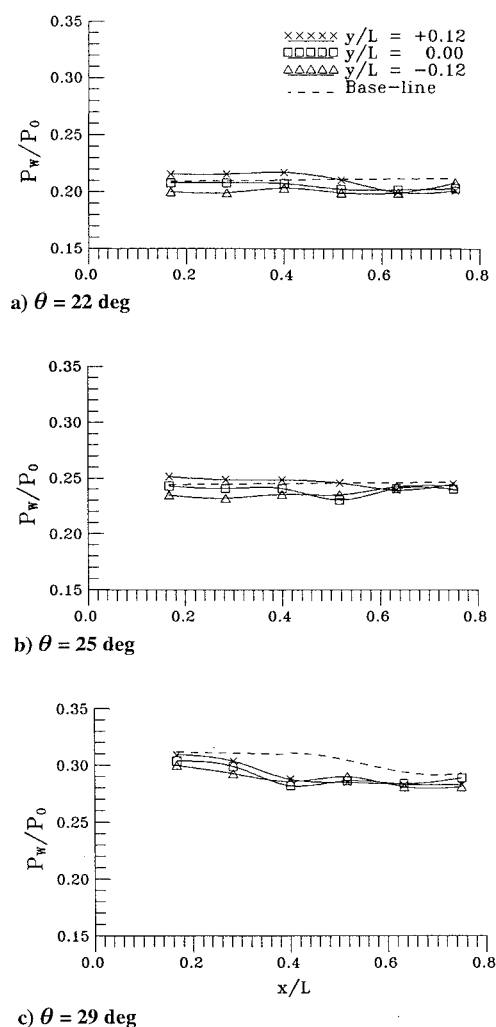 0.35
×××× y/L = +0.12
□□□□□ y/L = 0.00
△△△△ y/L = −0.12
---- Base-line
0.30
0.25
0.20
0.15
P_W/P_0
0.0 0.2 0.4 0.6 0.8
a) θ = 22 deg
0.35
0.30
0.25
0.20
0.15
P_W/P_0
0.0 0.2 0.4 0.6 0.8
b) θ = 25 deg
0.35
0.30
0.25
0.20
0.15
P_W/P_0
0.0 0.2 0.4 0.6 0.8
x/L
c) θ = 29 deg